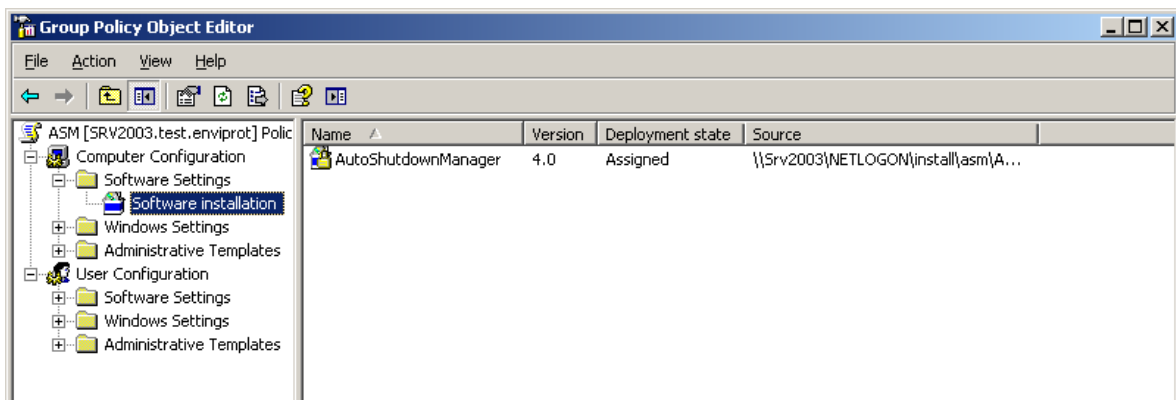 Group Policy Object Editor
File Action View Help
ASM [SRV2003.test.enviprot] Polic
Computer Configuration
Software Settings
Software installation
Windows Settings
Administrative Templates
User Configuration
Software Settings
Windows Settings
Administrative Templates
Name Version Deployment state Source
AutoShutdownManager 4.0 Assigned \\Srv2003\NETLOGON\install\asm\A...